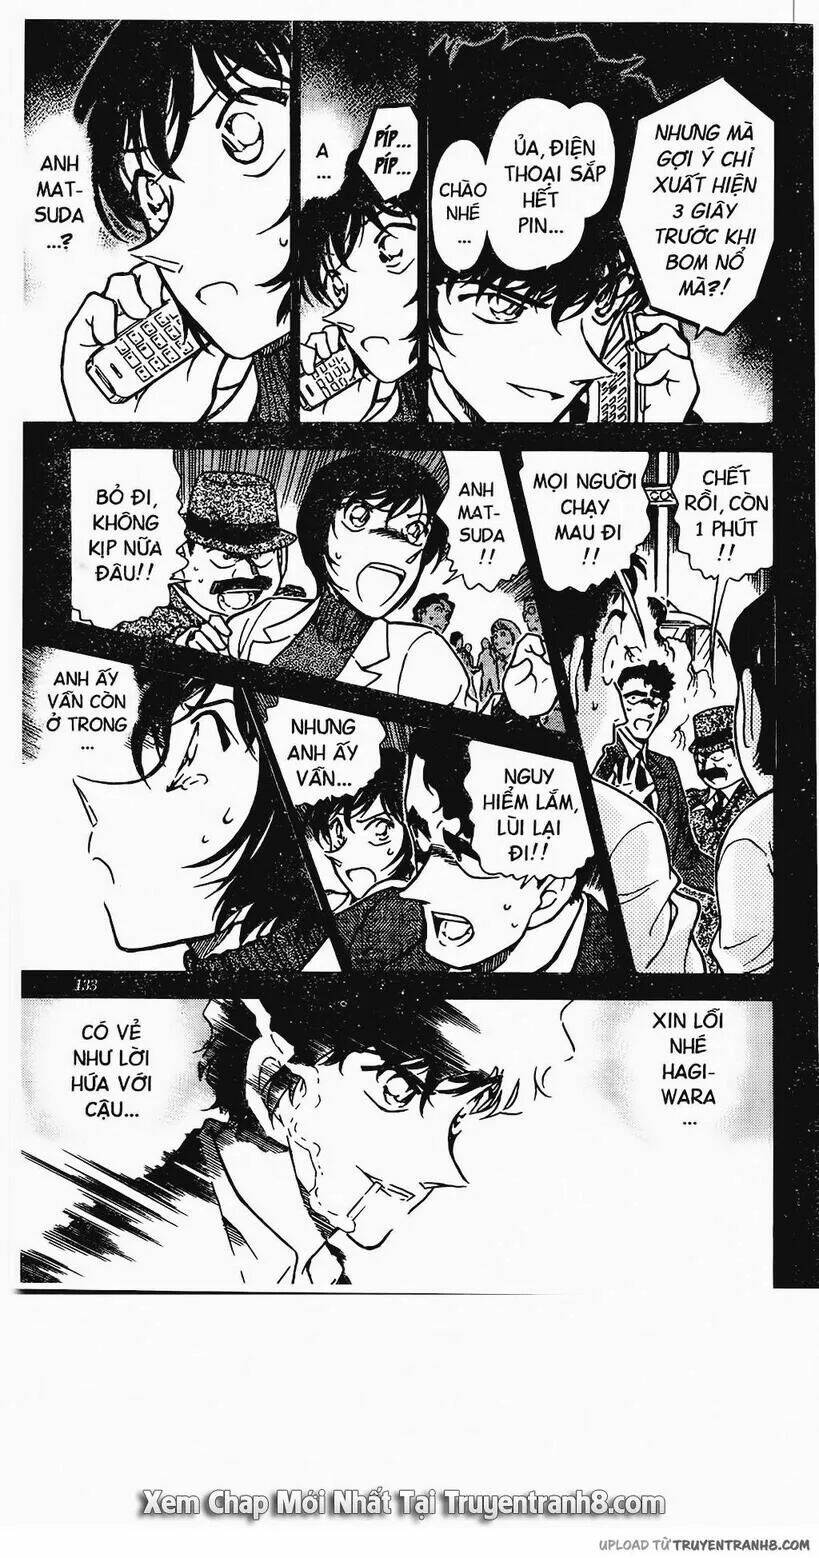 NHƯNG MÀ
GỢI Ý CHỈ
XUẤT HIỆN
3 GIÂY
TRƯỚC KHI
BOM NỔ
MÀ?!
ỦA, ĐIỆN
THOẠI SẮP
HẾT
PIN...
CHÀO
NHÉ
...
PÍP...
PÍP...
A
...
ANH
MAT-
SUDA
...?
CHẾT
RỒI, CÒN
1 PHÚT
!!
MỌI NGƯỜI
CHẠY
MAU ĐI
!!
ANH
MAT-
SUDA
!!
BỎ ĐI,
KHÔNG
KỊP NỮA
ĐÂU!!
NGUY
HIỂM LẮM,
LÙI LẠI
ĐI!!
NHƯNG
ANH ẤY
VẪN...
ANH ẤY
VẪN CÒN
Ở TRONG
...
133
XIN LỖI
NHÉ
HAGI-
WARA
...
CÓ VẺ
NHƯ LỜI
HỨA VỚI
CẬU...
Xem Chap Mới Nhất Tại Truyentranh8.com
UPLOAD TỪ TRUYENTRANH8.COM